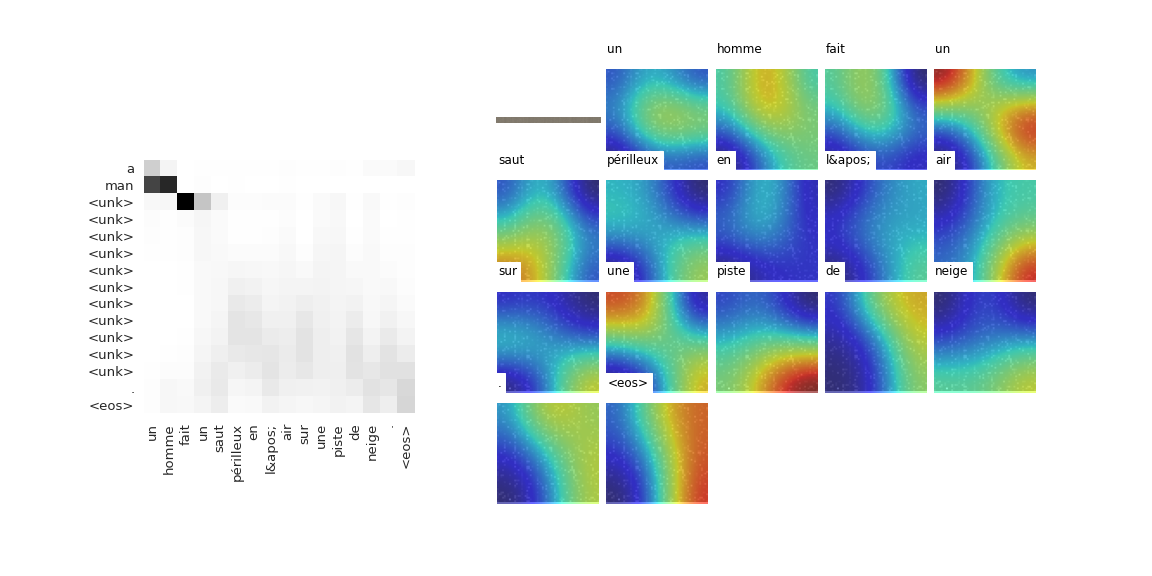 a
man
<unk>
<unk>
<unk>
<unk>
<unk>
<unk>
<unk>
<unk>
<unk>
<unk>
<unk>
.
<eos>
un
homme
fait
un
saut
périlleux
en
l&apos;
air
sur
une
piste
de
neige
.
<eos>
un homme fait un
saut périlleux en l&apos; air
sur une piste de neige
. <eos>